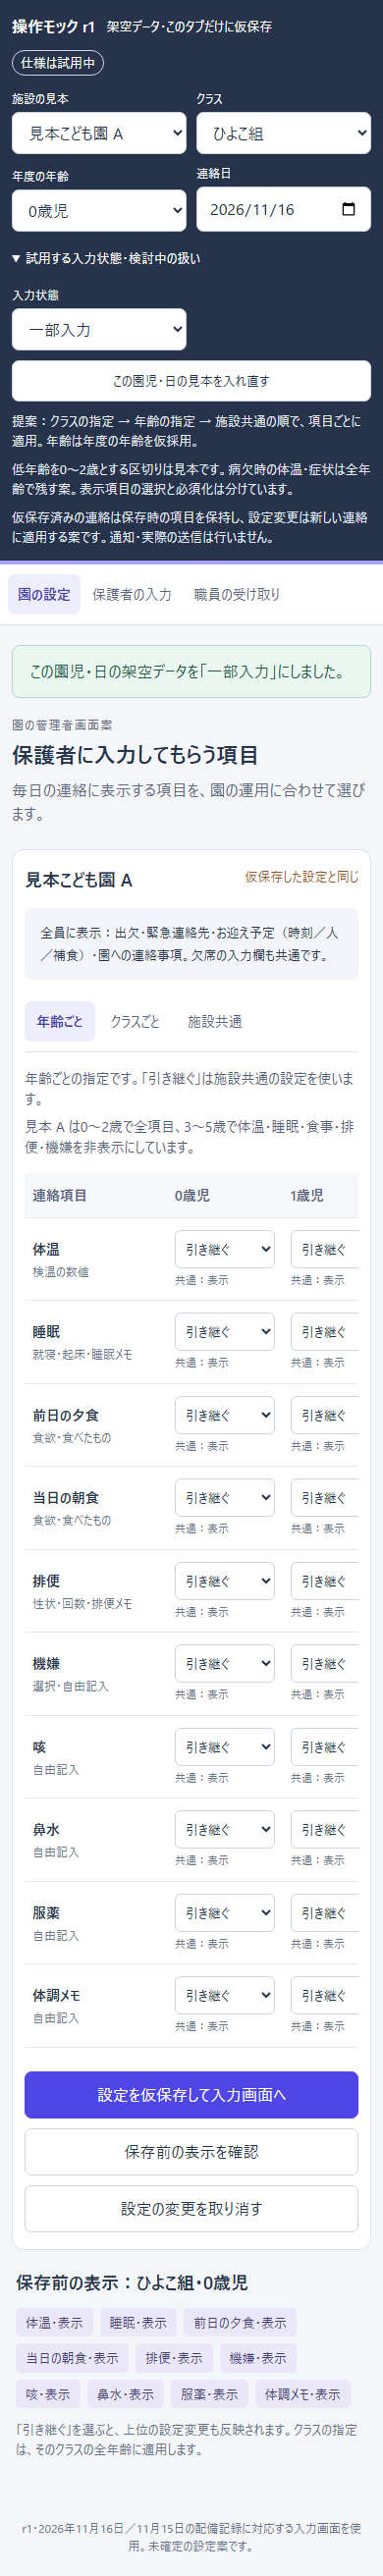 操作モック r1 架空データ・このタブだけに仮保存
仕様は試用中
施設の見本
クラス
見本こども園 A
ひよこ組
年度の年齢
連絡日
0歳児
2026/11/16
▼ 試用する入力状態・検討中の扱い
入力状態
一部入力
この園児・日の見本を入れ直す
提案：クラスの指定 → 年齢の指定 → 施設共通の順で、項目ごとに
適用。年齢は年度の年齢を仮採用。
低年齢を0〜2歳とする区切りは見本です。病欠時の体温・症状は全年
齢で残す案。表示項目の選択と必須化は分けています。
仮保存済みの連絡は保存時の項目を保持し、設定変更は新しい連絡
に適用する案です。通知・実際の送信は行いません。
園の設定
保護者の入力
職員の受け取り
この園児・日の架空データを「一部入力」にしました。
園の管理者画面案
保護者に入力してもらう項目
毎日の連絡に表示する項目を、園の運用に合わせて選び
ます。
見本こども園 A
仮保存した設定と同じ
全員に表示：出欠・緊急連絡先・お迎え予定（時刻／人
／補食）・園への連絡事項。欠席の入力欄も共通です。
年齢ごと
クラスごと
施設共通
年齢ごとの指定です。「引き継ぐ」は施設共通の設定を使いま
す。
見本 A は0〜2歳で全項目、3〜5歳で体温・睡眠・食事・排
便・機嫌を非表示にしています。
連絡項目 0歳児 1歳児
体温 引き継ぐ 引き継ぐ
検温の数値 共通：表示 共通：表示
睡眠 引き継ぐ 引き継ぐ
就寝・起床・睡眠メモ 共通：表示 共通：表示
前日の夕食 引き継ぐ 引き継ぐ
食欲・食べたもの 共通：表示 共通：表示
当日の朝食 引き継ぐ 引き継ぐ
食欲・食べたもの 共通：表示 共通：表示
排便 引き継ぐ 引き継ぐ
性状・回数・排便メモ 共通：表示 共通：表示
機嫌 引き継ぐ 引き継ぐ
選択・自由記入 共通：表示 共通：表示
咳 引き継ぐ 引き継ぐ
自由記入 共通：表示 共通：表示
鼻水 引き継ぐ 引き継ぐ
自由記入 共通：表示 共通：表示
服薬 引き継ぐ 引き継ぐ
自由記入 共通：表示 共通：表示
体調メモ 引き継ぐ 引き継ぐ
自由記入 共通：表示 共通：表示
設定を仮保存して入力画面へ
保存前の表示を確認
設定の変更を取り消す
保存前の表示：ひよこ組・0歳児
体温・表示 睡眠・表示 前日の夕食・表示
当日の朝食・表示 排便・表示 機嫌・表示
咳・表示 鼻水・表示 服薬・表示 体調メモ・表示
「引き継ぐ」を選ぶと、上位の設定変更も反映されます。クラスの指定
は、そのクラスの全年齢に適用します。
r1・2026年11月16日／11月15日の配備記録に対応する入力画面を使
用。未確定の設定案です。